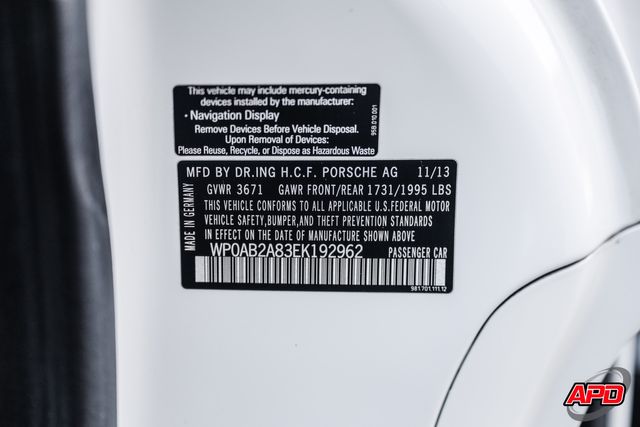 This vehicle may include mercury-containing
devices installed by the manufacturer:
· Navigation Display
Remove Devices Before Vehicle Disposal.
Upon Removal of Devices:
Please Reuse, Recycle, or Dispose as Hazardous Waste
95B.010.001
MFD BY DR.ING H.C.F. PORSCHE AG 11/13
GVWR 3671 GAWR FRONT/REAR 1731/1995 LBS
THIS VEHICLE CONFORMS TO ALL APPLICABLE U.S.FEDERAL MOTOR
VEHICLE SAFETY,BUMPER,AND THEFT PREVENTION STANDARDS
IN EFFECT ON THE DATE OF MANUFACTURE SHOWN ABOVE.
WP0AB2A83EK192962 PASSENGER CAR
MADE IN GERMANY
981.701.111.12
APD